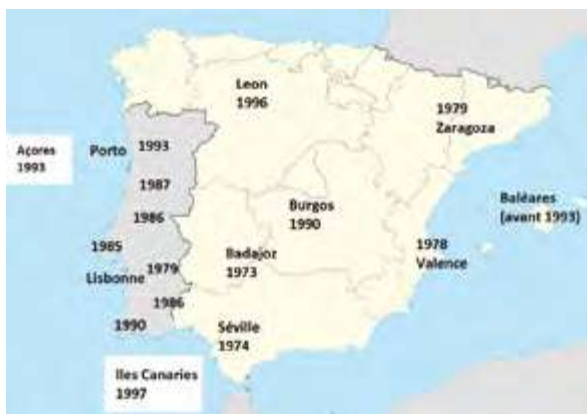 Leon
1996
1979
Zaragoza
Açores
1993
Porto
1993
1987
1986
1985
Lisbonne
1979
1986
1990
Burgos
1990
Badajoz
1973
Baléares
(avant 1993)
1978
Valence
Séville
1974
Iles Canaries
1997